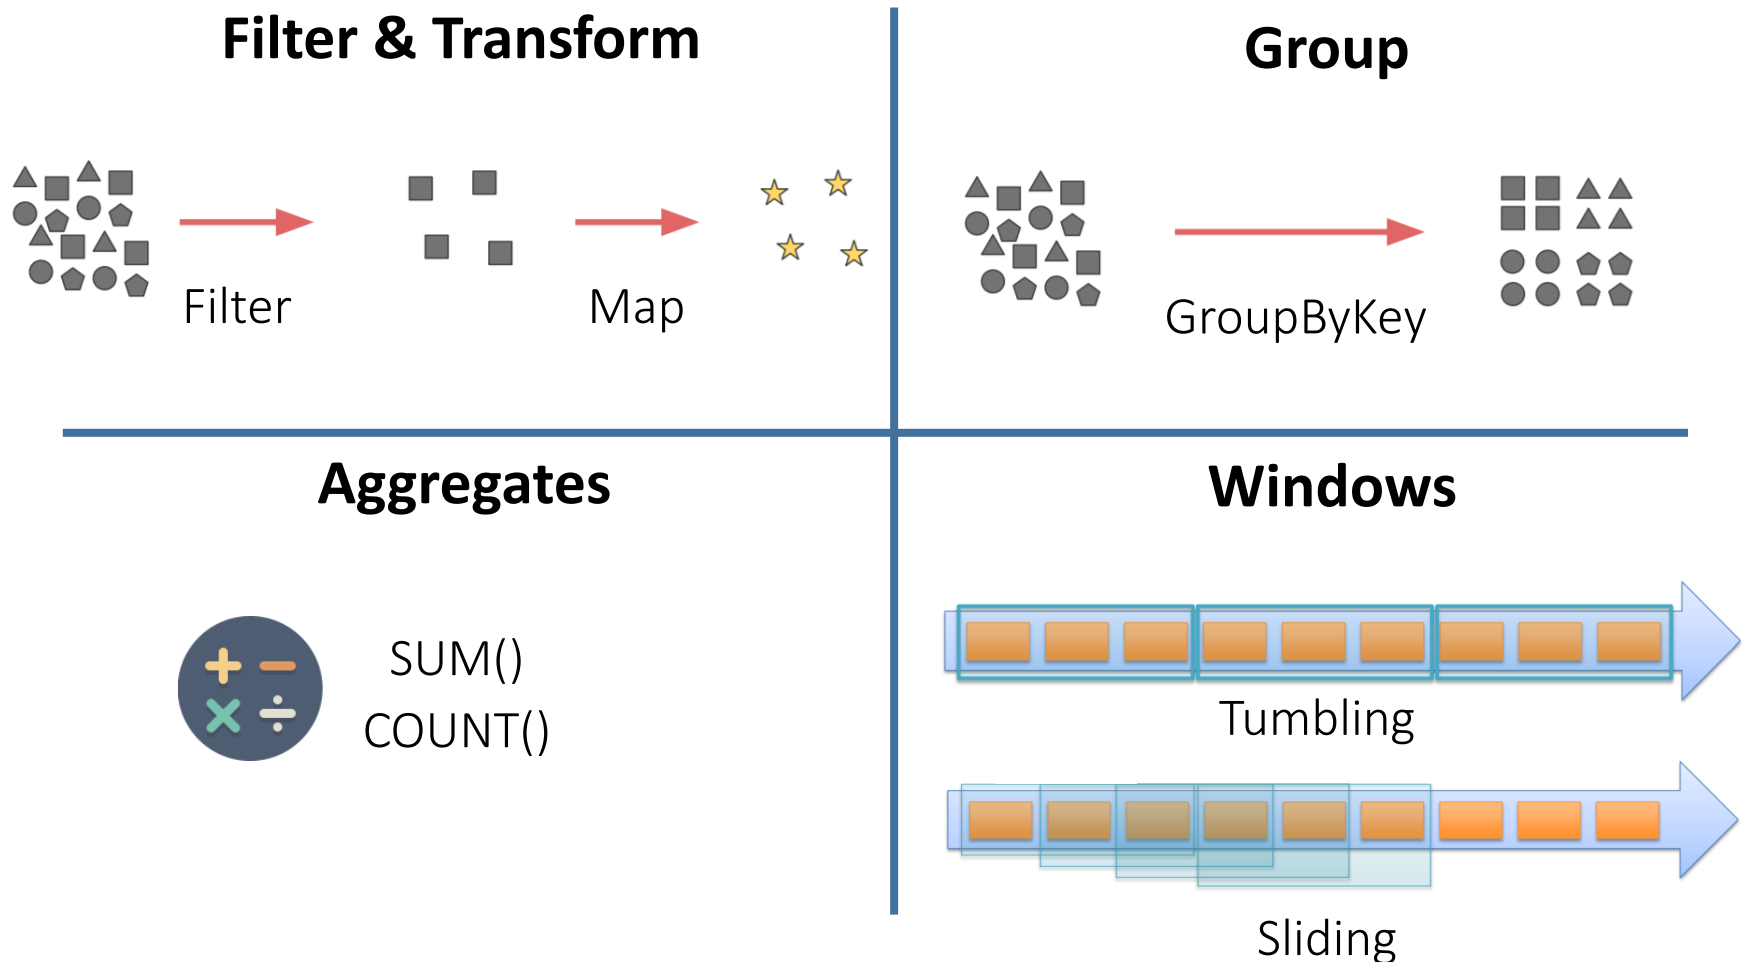 Filter & Transform
Filter
Map
Group
GroupByKey
Aggregates
SUM()
COUNT()
Windows
Tumbling
Sliding